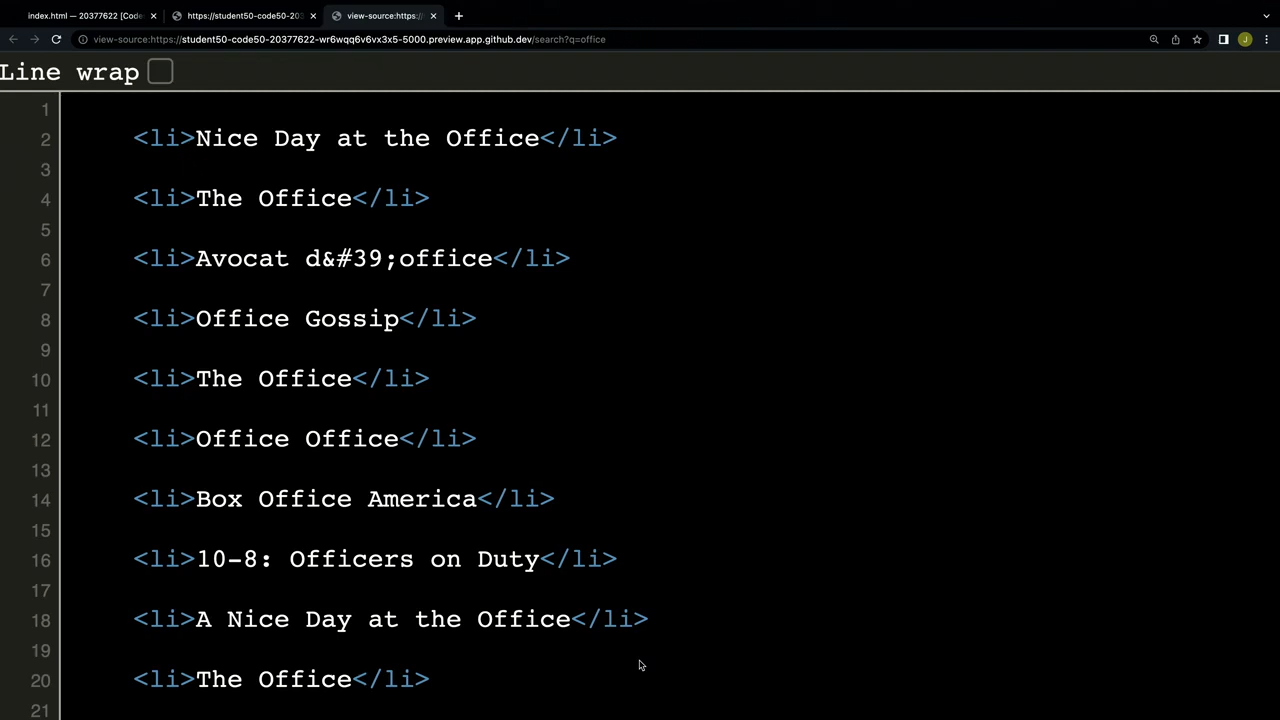 index.html — 20377622 [Code
https://student50-code50-203
view-source:https:/
view-source:https://student50-code50-20377622-wr6wqq6v6vx3x5-5000.preview.app.github.dev/search?q=office
J
Line wrap
1
2 <li>Nice Day at the Office</li>
3
4 <li>The Office</li>
5
6 <li>Avocat d&#39;office</li>
7
8 <li>Office Gossip</li>
9
10 <li>The Office</li>
11
12 <li>Office Office</li>
13
14 <li>Box Office America</li>
15
16 <li>10-8: Officers on Duty</li>
17
18 <li>A Nice Day at the Office</li>
19
20 <li>The Office</li>
21